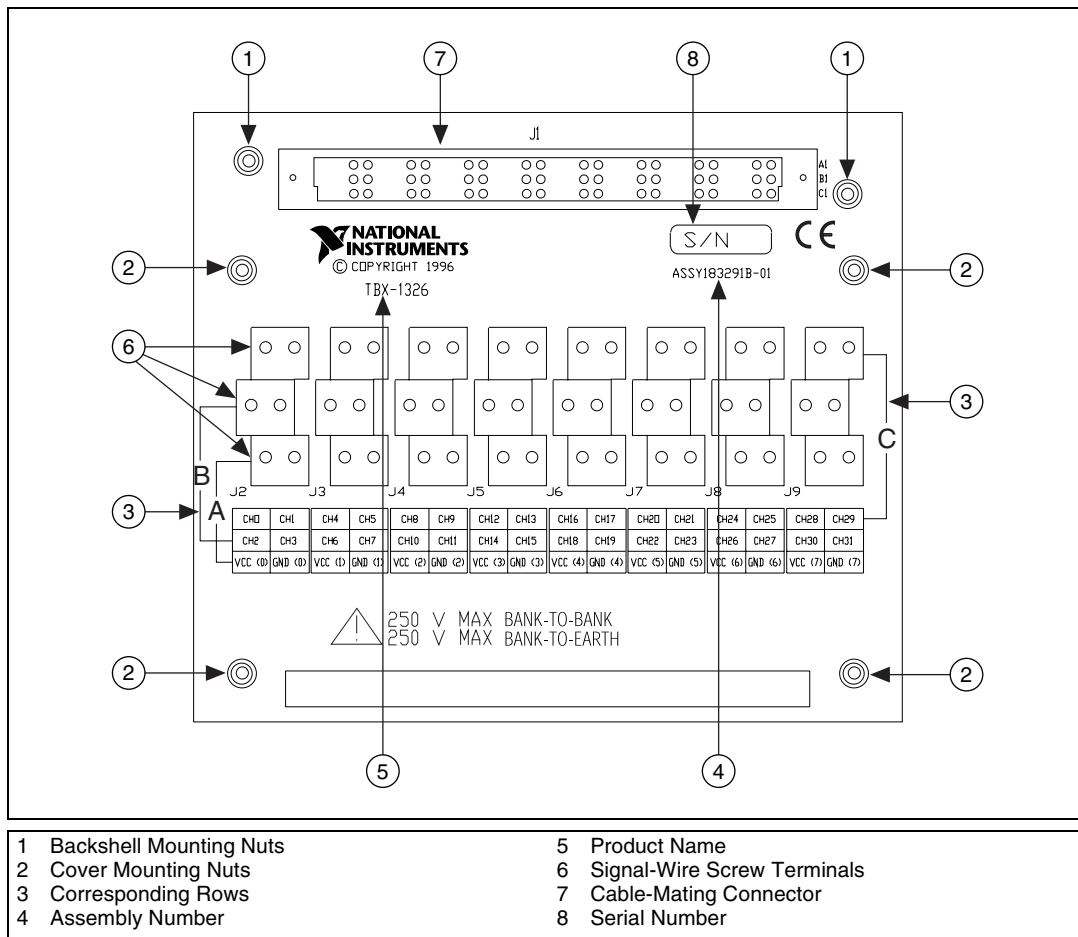 1 7 8 1
J1
A1
B1
C1
NATIONAL
INSTRUMENTS
© COPYRIGHT 1996
TBX-1326
S/N
CE
ASSY183291B-01
2 2
6
3
B
A
C
3
J2 J3 J4 J5 J6 J7 J8 J9
CH0 CH1 CH4 CH5 CH8 CH9 CH12 CH13 CH16 CH17 CH20 CH21 CH24 CH25 CH28 CH29
CH2 CH3 CH6 CH7 CH10 CH11 CH14 CH15 CH18 CH19 CH22 CH23 CH26 CH27 CH30 CH31
VCC (0) GND (0) VCC (1) GND (1) VCC (2) GND (2) VCC (3) GND (3) VCC (4) GND (4) VCC (5) GND (5) VCC (6) GND (6) VCC (7) GND (7)
! 250 V MAX BANK-TO-BANK
250 V MAX BANK-TO-EARTH
2 2
5 4
1 Backshell Mounting Nuts
2 Cover Mounting Nuts
3 Corresponding Rows
4 Assembly Number
5 Product Name
6 Signal-Wire Screw Terminals
7 Cable-Mating Connector
8 Serial Number